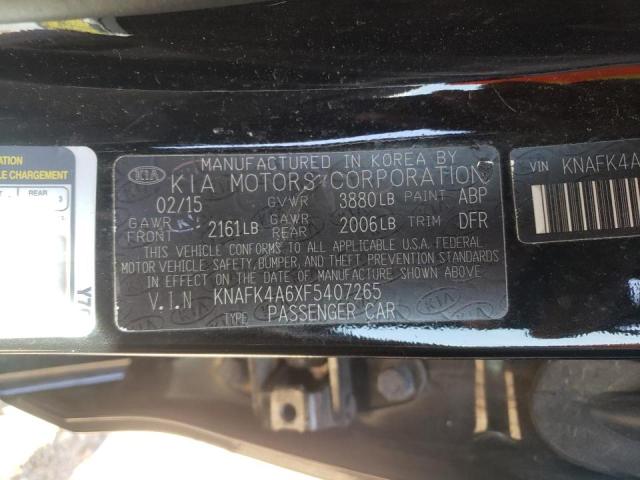 ATION
LE CHARGEMENT
REAR 3
MANUFACTURED IN KOREA BY
KIA KIA MOTORS CORPORATION
02/15 GVWR 3880LB PAINT ABP
GAWR FRONT 2161LB GAWR REAR 2006LB TRIM DFR
THIS VEHICLE CONFORMS TO ALL APPLICABLE U.S.A. FEDERAL
MOTOR VEHICLE SAFETY, BUMPER, AND THEFT PREVENTION STANDARDS
IN EFFECT ON THE DATE OF MANUFACTURE SHOWN ABOVE.
V.I.N KNAFK4A6XF5407265
TYPE: PASSENGER CAR
VIN KNAFK4A